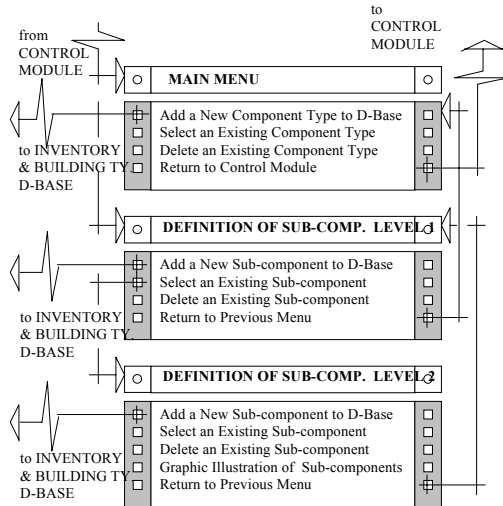 from
CONTROL
MODULE
to
CONTROL
MODULE
MAIN MENU
Add a New Component Type to D-Base
Select an Existing Component Type
Delete an Existing Component Type
Return to Control Module
to INVENTORY
& BUILDING TY.
D-BASE
DEFINITION OF SUB-COMP. LEVEL 1
Add a New Sub-component to D-Base
Select an Existing Sub-component
Delete an Existing Sub-component
Return to Previous Menu
to INVENTORY
& BUILDING TY.
D-BASE
DEFINITION OF SUB-COMP. LEVEL 2
Add a New Sub-component to D-Base
Select an Existing Sub-component
Delete an Existing Sub-component
Graphic Illustration of Sub-components
Return to Previous Menu
to INVENTORY
& BUILDING TY.
D-BASE